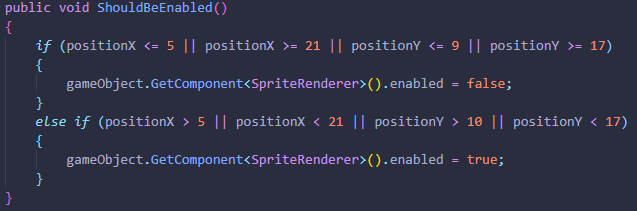 public void ShouldBeEnabled()
{
if (positionX <= 5 || positionX >= 21 || positionY <= 9 || positionY >= 17)
{
gameObject.GetComponent<SpriteRenderer>().enabled = false;
}
else if (positionX > 5 || positionX < 21 || positionY > 10 || positionY < 17)
{
gameObject.GetComponent<SpriteRenderer>().enabled = true;
}
}